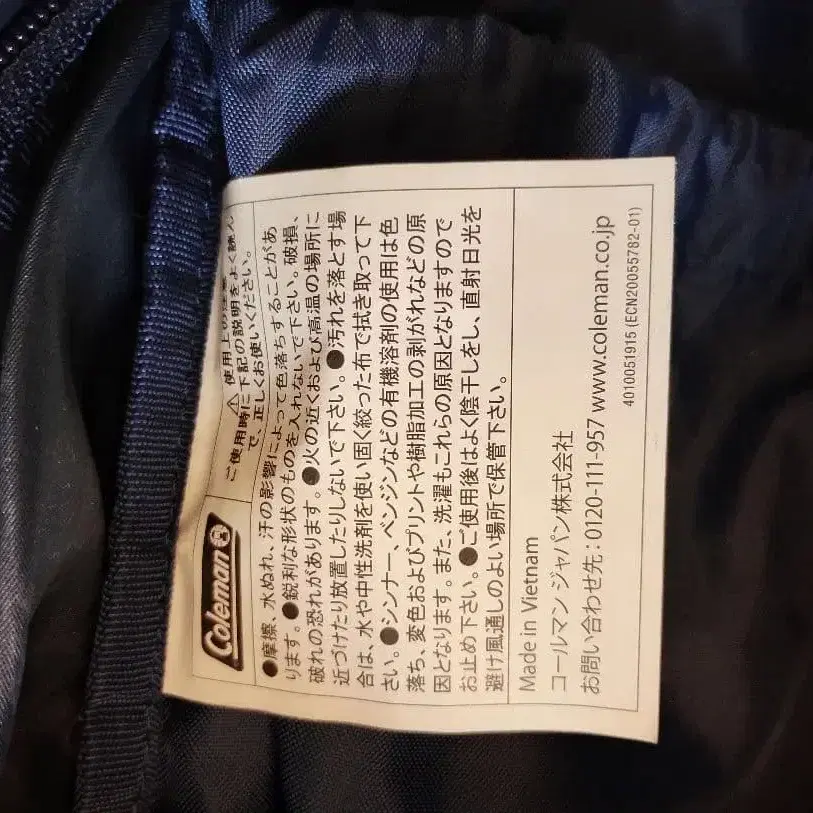 Coleman
⚠使用上の注意
ご使用時に下記の説明をよく読ん
で、正しくお使いください。
●摩擦、水ぬれ、汗の影響によって色落ちすることがあ
ります。●鋭利な形状のものを入れないで下さい。破損、
破れの恐れがあります。●火の近くおよび高温の場所に
近づけたり放置したりしないで下さい。●汚れを落とす場
合は、水や中性洗剤を使い固く絞った布で拭き取って下
さい。●シンナー、ベンジンなどの有機溶剤の使用は色
落ち、変色およびプリントや樹脂加工の剥がれなどの原
因となります。また、洗濯もこれらの原因となりますので
お止め下さい。●ご使用後はよく陰干しをし、直射日光を
避け風通しのよい場所で保管下さい。
Made in Vietnam
コールマン ジャパン株式会社
お問い合わせ先:0120-111-957 www.coleman.co.jp
4010051915 (ECN20055782-01)